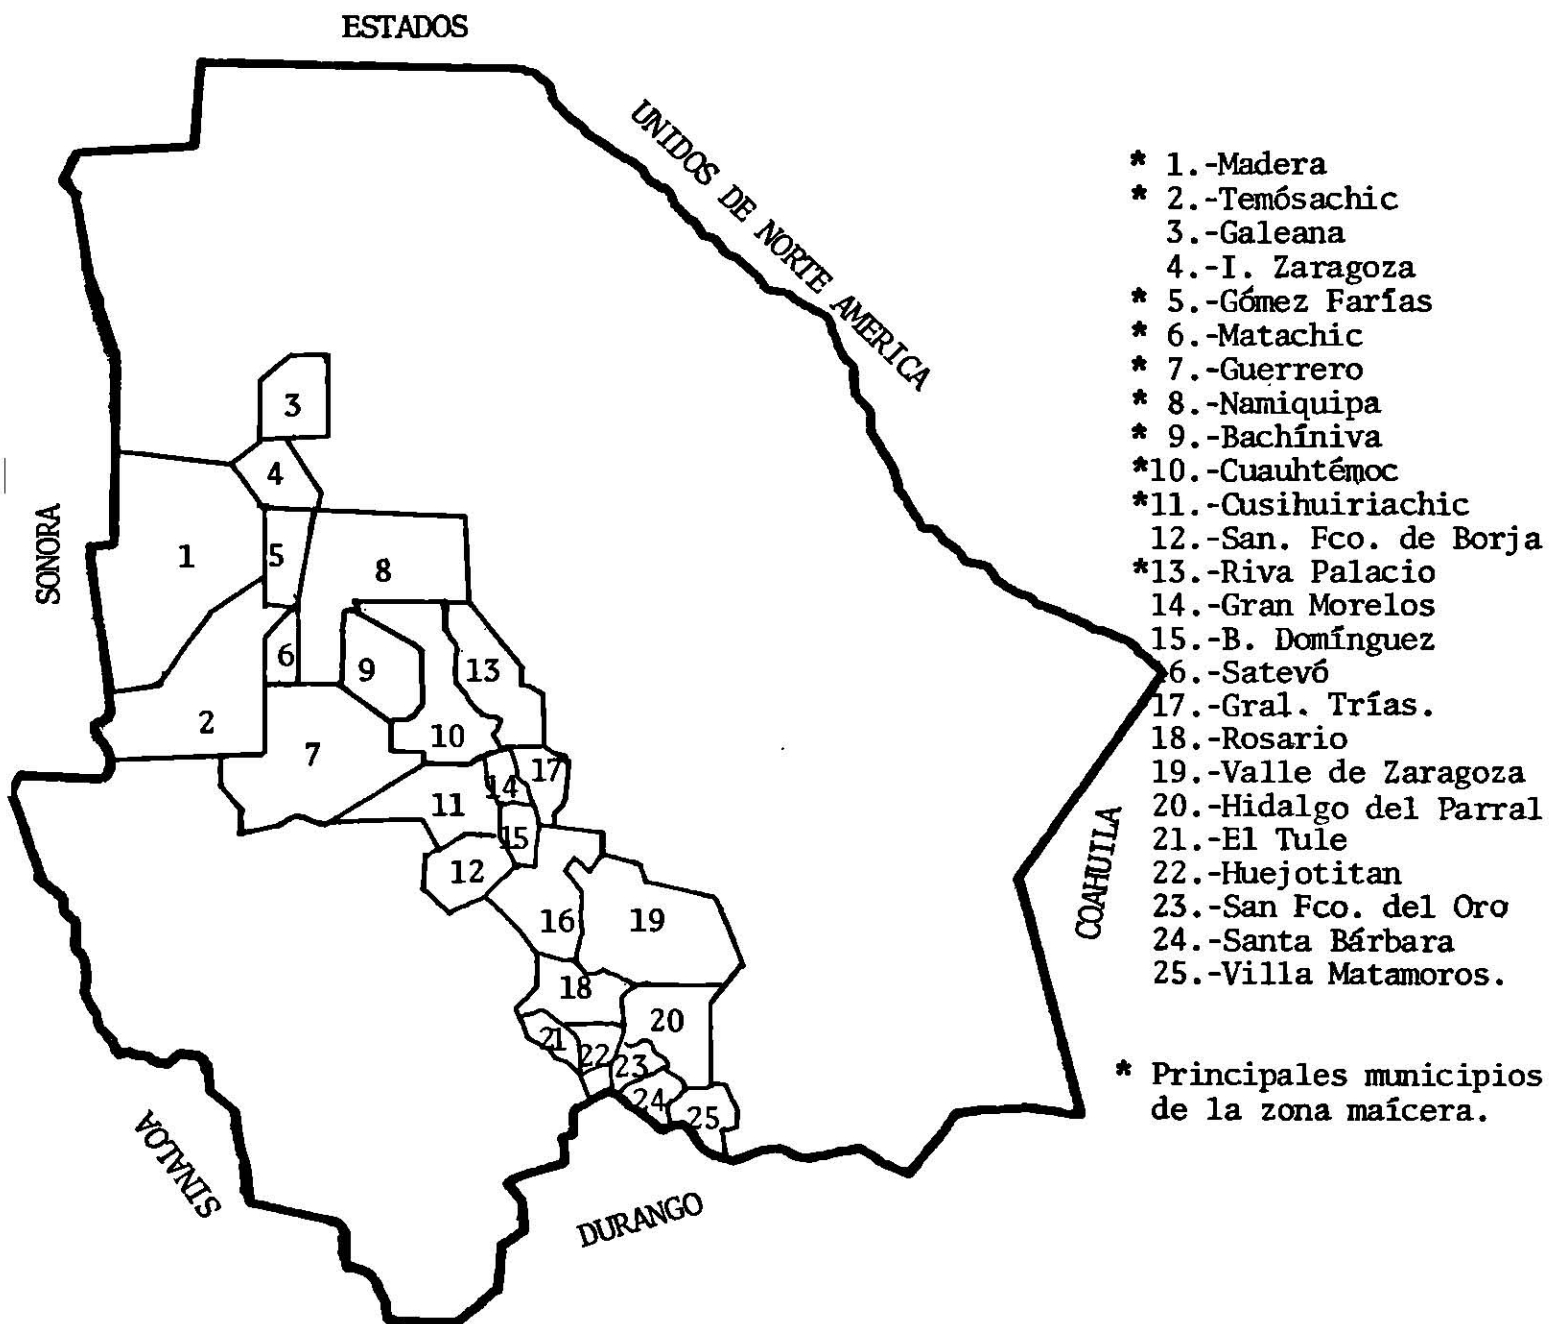 ESTADOS
UNIDOS DE NORTE AMERICA
SONORA
SINALOA
DURANGO
COAHUILA
3
4
1
5
8
6
9
13
2
10
7
17
14
11
15
12
16
19
18
20
21
22
23
24
25
* 1.-Madera
* 2.-Temósachic
3.-Galeana
4.-I. Zaragoza
* 5.-Gómez Farías
* 6.-Matachic
* 7.-Guerrero
* 8.-Namiquipa
* 9.-Bachíniva
*10.-Cuauhtémoc
*11.-Cusihuiriachic
12.-San. Fco. de Borja
*13.-Riva Palacio
14.-Gran Morelos
15.-B. Domínguez
6.-Satevó
17.-Gral. Trías.
18.-Rosario
19.-Valle de Zaragoza
20.-Hidalgo del Parral
21.-El Tule
22.-Huejotitan
23.-San Fco. del Oro
24.-Santa Bárbara
25.-Villa Matamoros.
* Principales municipios
de la zona maícera.